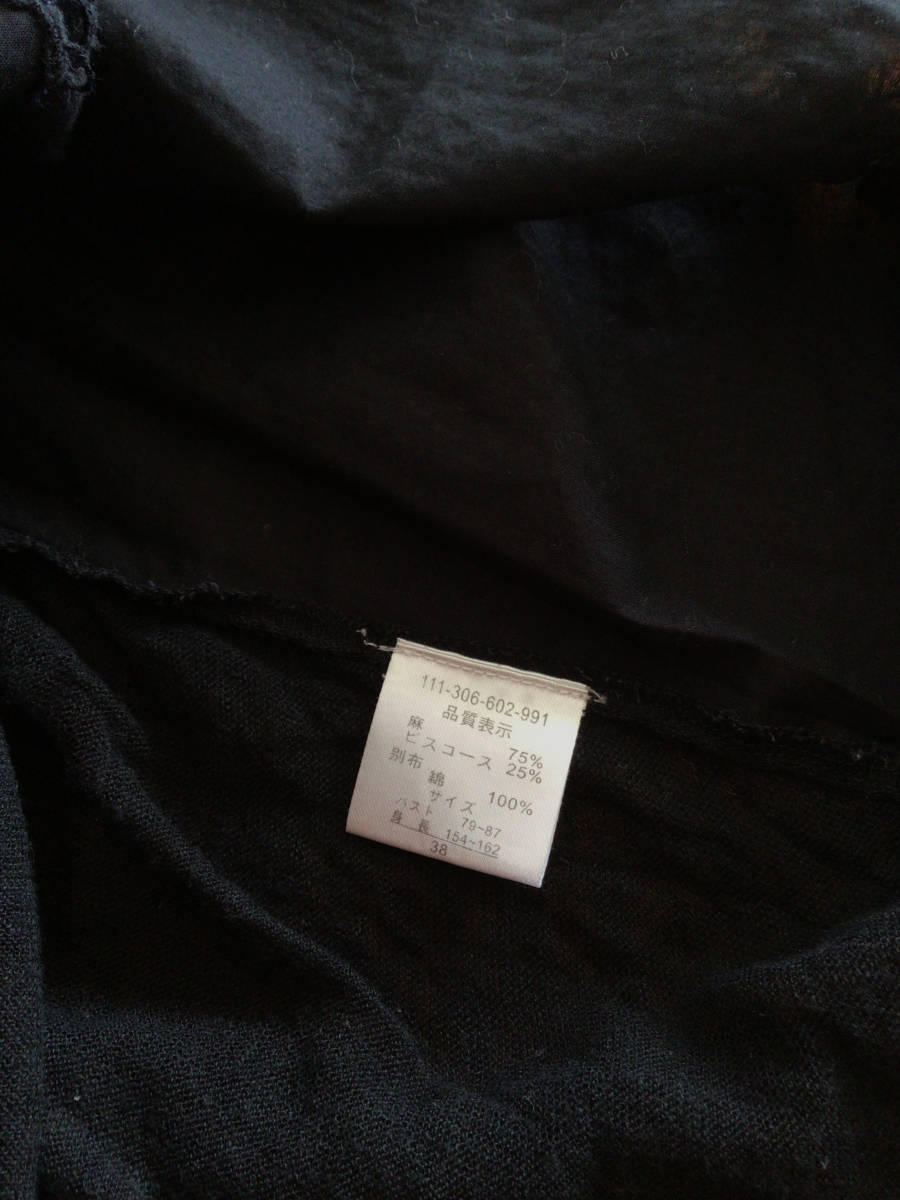 111-306-602-991
品質表示
麻 75%
ビスコース 25%
別布
綿 100%
サイズ
バスト 79~87
身長 154~162
38